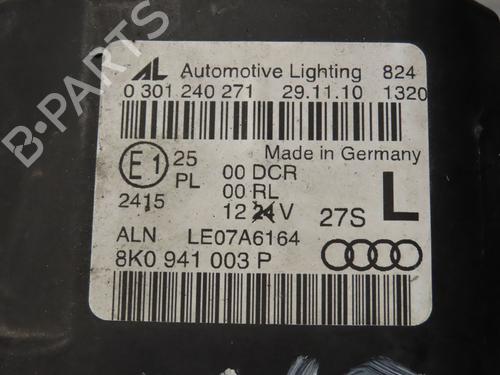 AL Automotive Lighting 824
0 301 240 271 29.11.10 1320
Made in Germany
E1 25 00 DCR
PL 00 RL
2415 12 24 V 27S L
ALN LE07A6164
8K0 941 003 P
B-PARTS